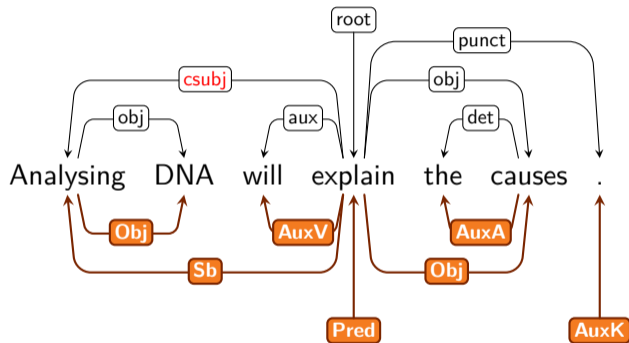 root
punct
csubj
obj
obj aux det
Analysing DNA will explain the causes .
Obj AuxV AuxA
Sb Obj
Pred AuxK